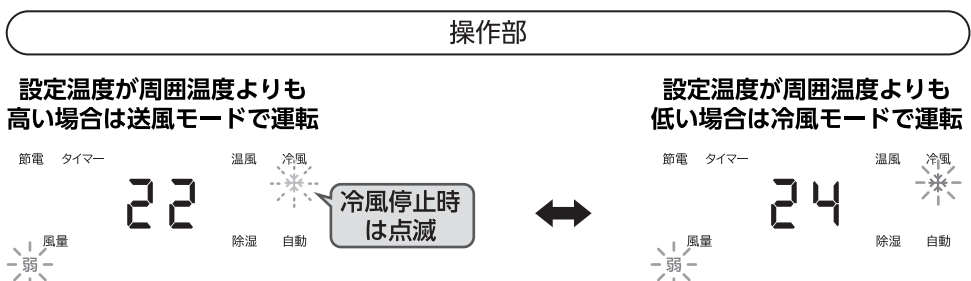 操作部
設定温度が周囲温度よりも
高い場合は送風モードで運転
節電 タイマー 温風 冷風
22
冷風停止時
は点滅
風量 除湿 自動
弱
設定温度が周囲温度よりも
低い場合は冷風モードで運転
節電 タイマー 温風 冷風
24
風量 除湿 自動
弱